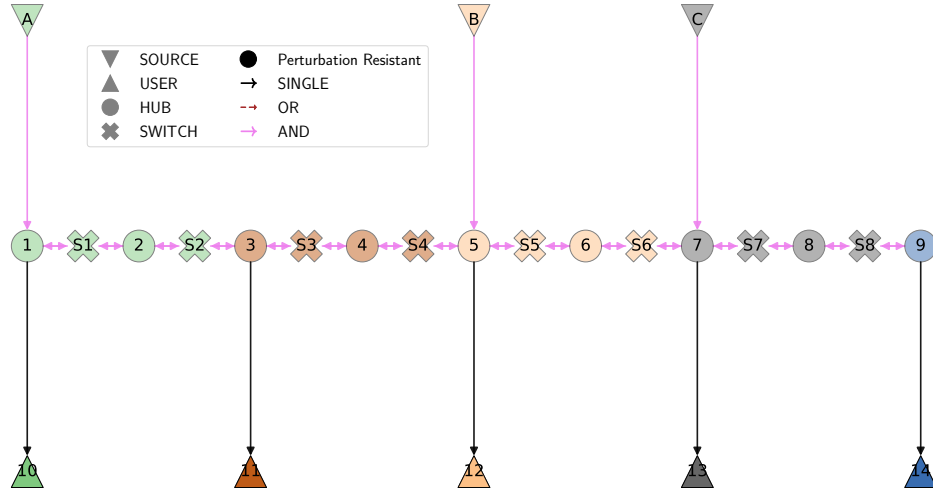 A B C
SOURCE Perturbation Resistant
USER SINGLE
HUB OR
SWITCH AND
1 S1 2 S2 3 S3 4 S4 5 S5 6 S6 7 S7 8 S8 9
10 11 12 13 14